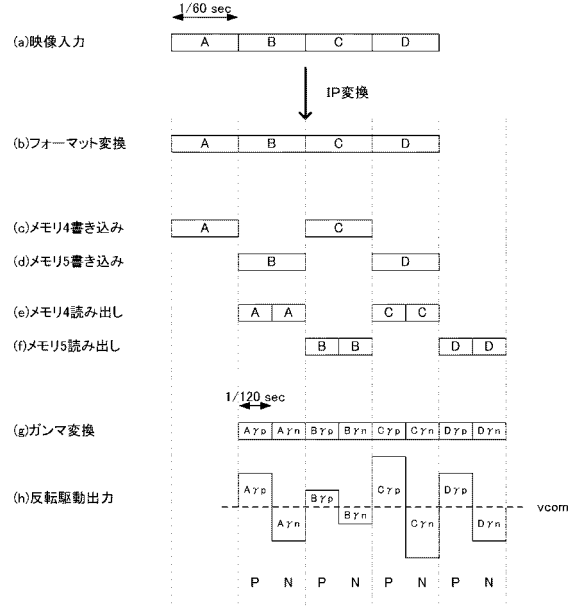 1/60 sec
(a)映像入力 A B C D
IP変換
(b)フォーマット変換 A B C D
(c)メモリ4書き込み A C
(d)メモリ5書き込み B D
(e)メモリ4読み出し A A C C
(f)メモリ5読み出し B B D D
1/120 sec
(g)ガンマ変換 Aγp Aγn Bγp Bγn Cγp Cγn Dγp Dγn
(h)反転駆動出力 Aγp Aγn Bγp Bγn Cγp Cγn Dγp Dγn vcom
P N P N P N P N